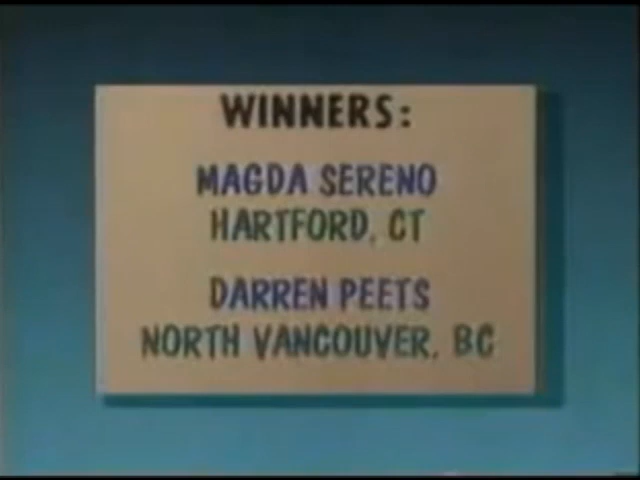 WINNERS:
MAGDA SERENO
HARTFORD, CT
DARREN PEETS
NORTH VANCOUVER, BC